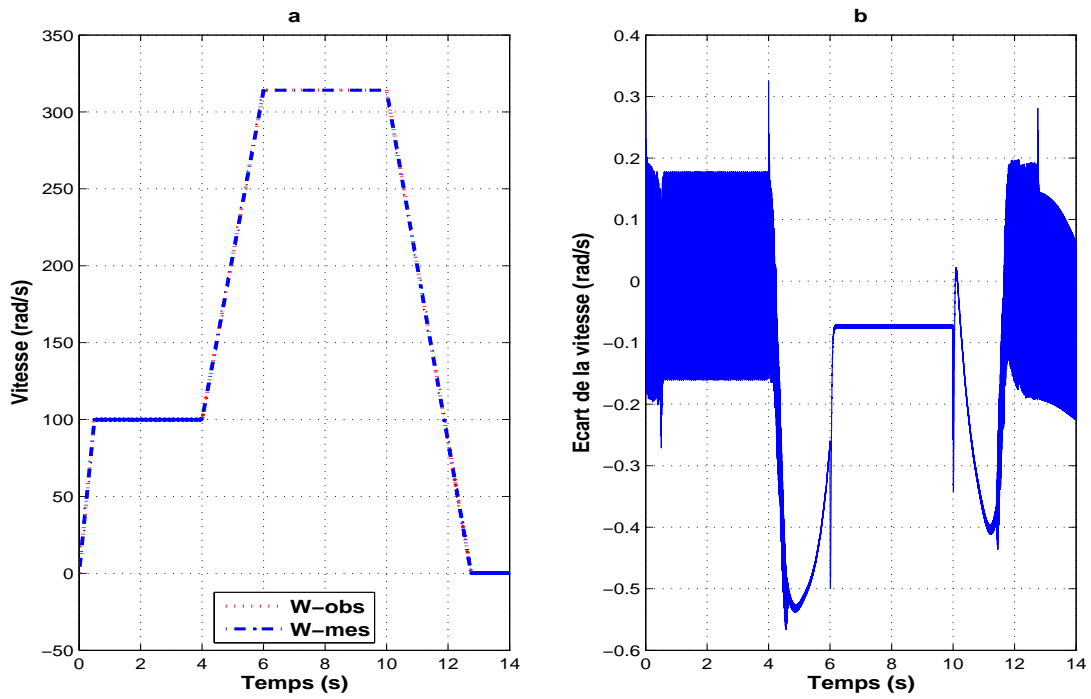 a
350
300
250
200
150
100
50
0
−50
0 2 4 6 8 10 12 14
Vitesse (rad/s)
Temps (s)
W−obs
W−mes
b
0.4
0.3
0.2
0.1
0
−0.1
−0.2
−0.3
−0.4
−0.5
−0.6
0 2 4 6 8 10 12 14
Ecart de la vitesse (rad/s)
Temps (s)